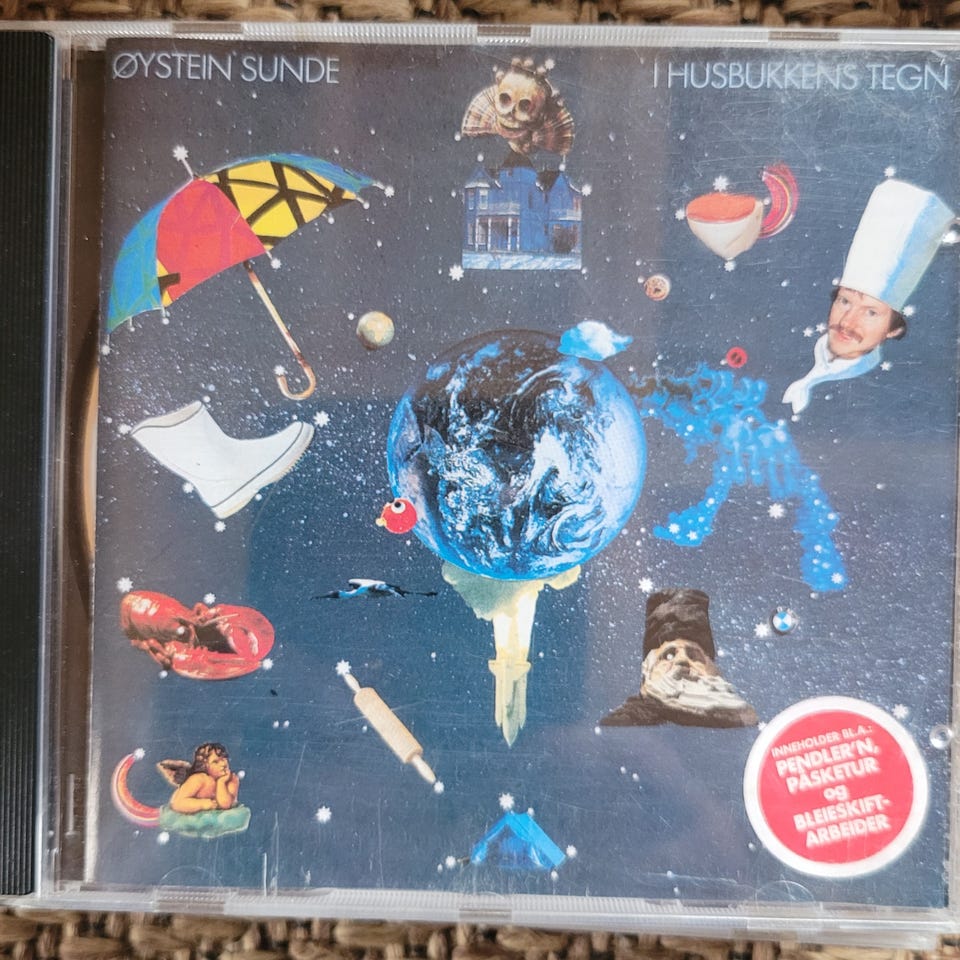 ØYSTEIN SUNDE
I HUSBUKKENS TEGN
INNEHOLDER BL.A.:
PENDLER'N,
PÅSKETUR
og
BLEIESKIFT-
ARBEIDER